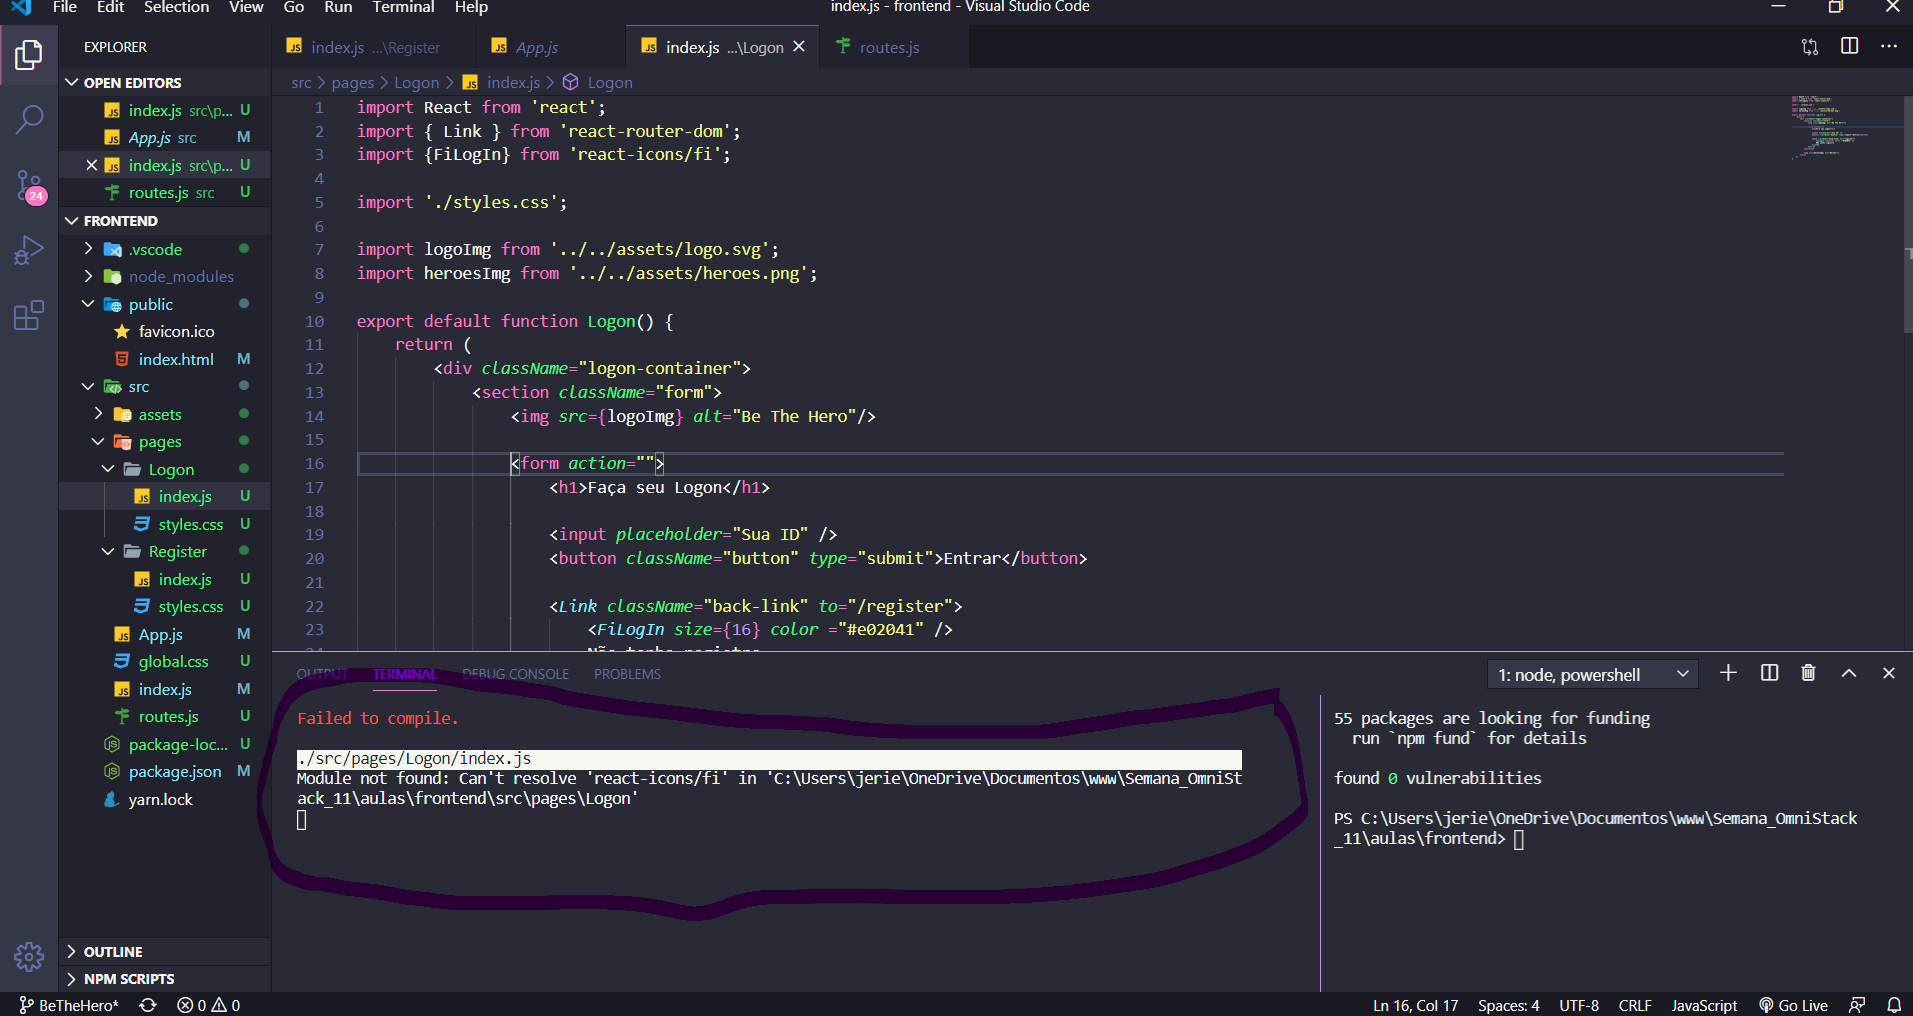 File Edit Selection View Go Run Terminal Help
index.js - frontend - Visual Studio Code
EXPLORER
OPEN EDITORS
index.js src\p... U
App.js src M
index.js src\p... U
routes.js src U
FRONTEND
.vscode
node_modules
public
favicon.ico
index.html M
src
assets
pages
Logon
index.js U
styles.css U
Register
index.js U
styles.css U
App.js M
global.css U
index.js M
routes.js U
package-loc... U
package.json M
yarn.lock
OUTLINE
NPM SCRIPTS
24
index.js ...\Register
App.js
index.js ...\Logon
routes.js
src > pages > Logon > index.js > Logon
1 import React from 'react';
2 import { Link } from 'react-router-dom';
3 import {FiLogIn} from 'react-icons/fi';
4
5 import './styles.css';
6
7 import logoImg from '../../assets/logo.svg';
8 import heroesImg from '../../assets/heroes.png';
9
10 export default function Logon() {
11 return (
12 <div className="logon-container">
13 <section className="form">
14 <img src={logoImg} alt="Be The Hero"/>
15
16 <form action="">
17 <h1>Faça seu Logon</h1>
18
19 <input placeholder="Sua ID" />
20 <button className="button" type="submit">Entrar</button>
21
22 <Link className="back-link" to="/register">
23 <FiLogIn size={16} color ="#e02041" />
24 Não tenho registro
OUTPUT TERMINAL DEBUG CONSOLE PROBLEMS
1: node, powershell
Failed to compile.
./src/pages/Logon/index.js
Module not found: Can't resolve 'react-icons/fi' in 'C:\Users\jerie\OneDrive\Documentos\www\Semana_OmniSt
ack_11\aulas\frontend\src\pages\Logon'
55 packages are looking for funding
run `npm fund` for details
found 0 vulnerabilities
PS C:\Users\jerie\OneDrive\Documentos\www\Semana_OmniStack
_11\aulas\frontend>
BeTheHero* 0 0
Ln 16, Col 17 Spaces: 4 UTF-8 CRLF JavaScript Go Live